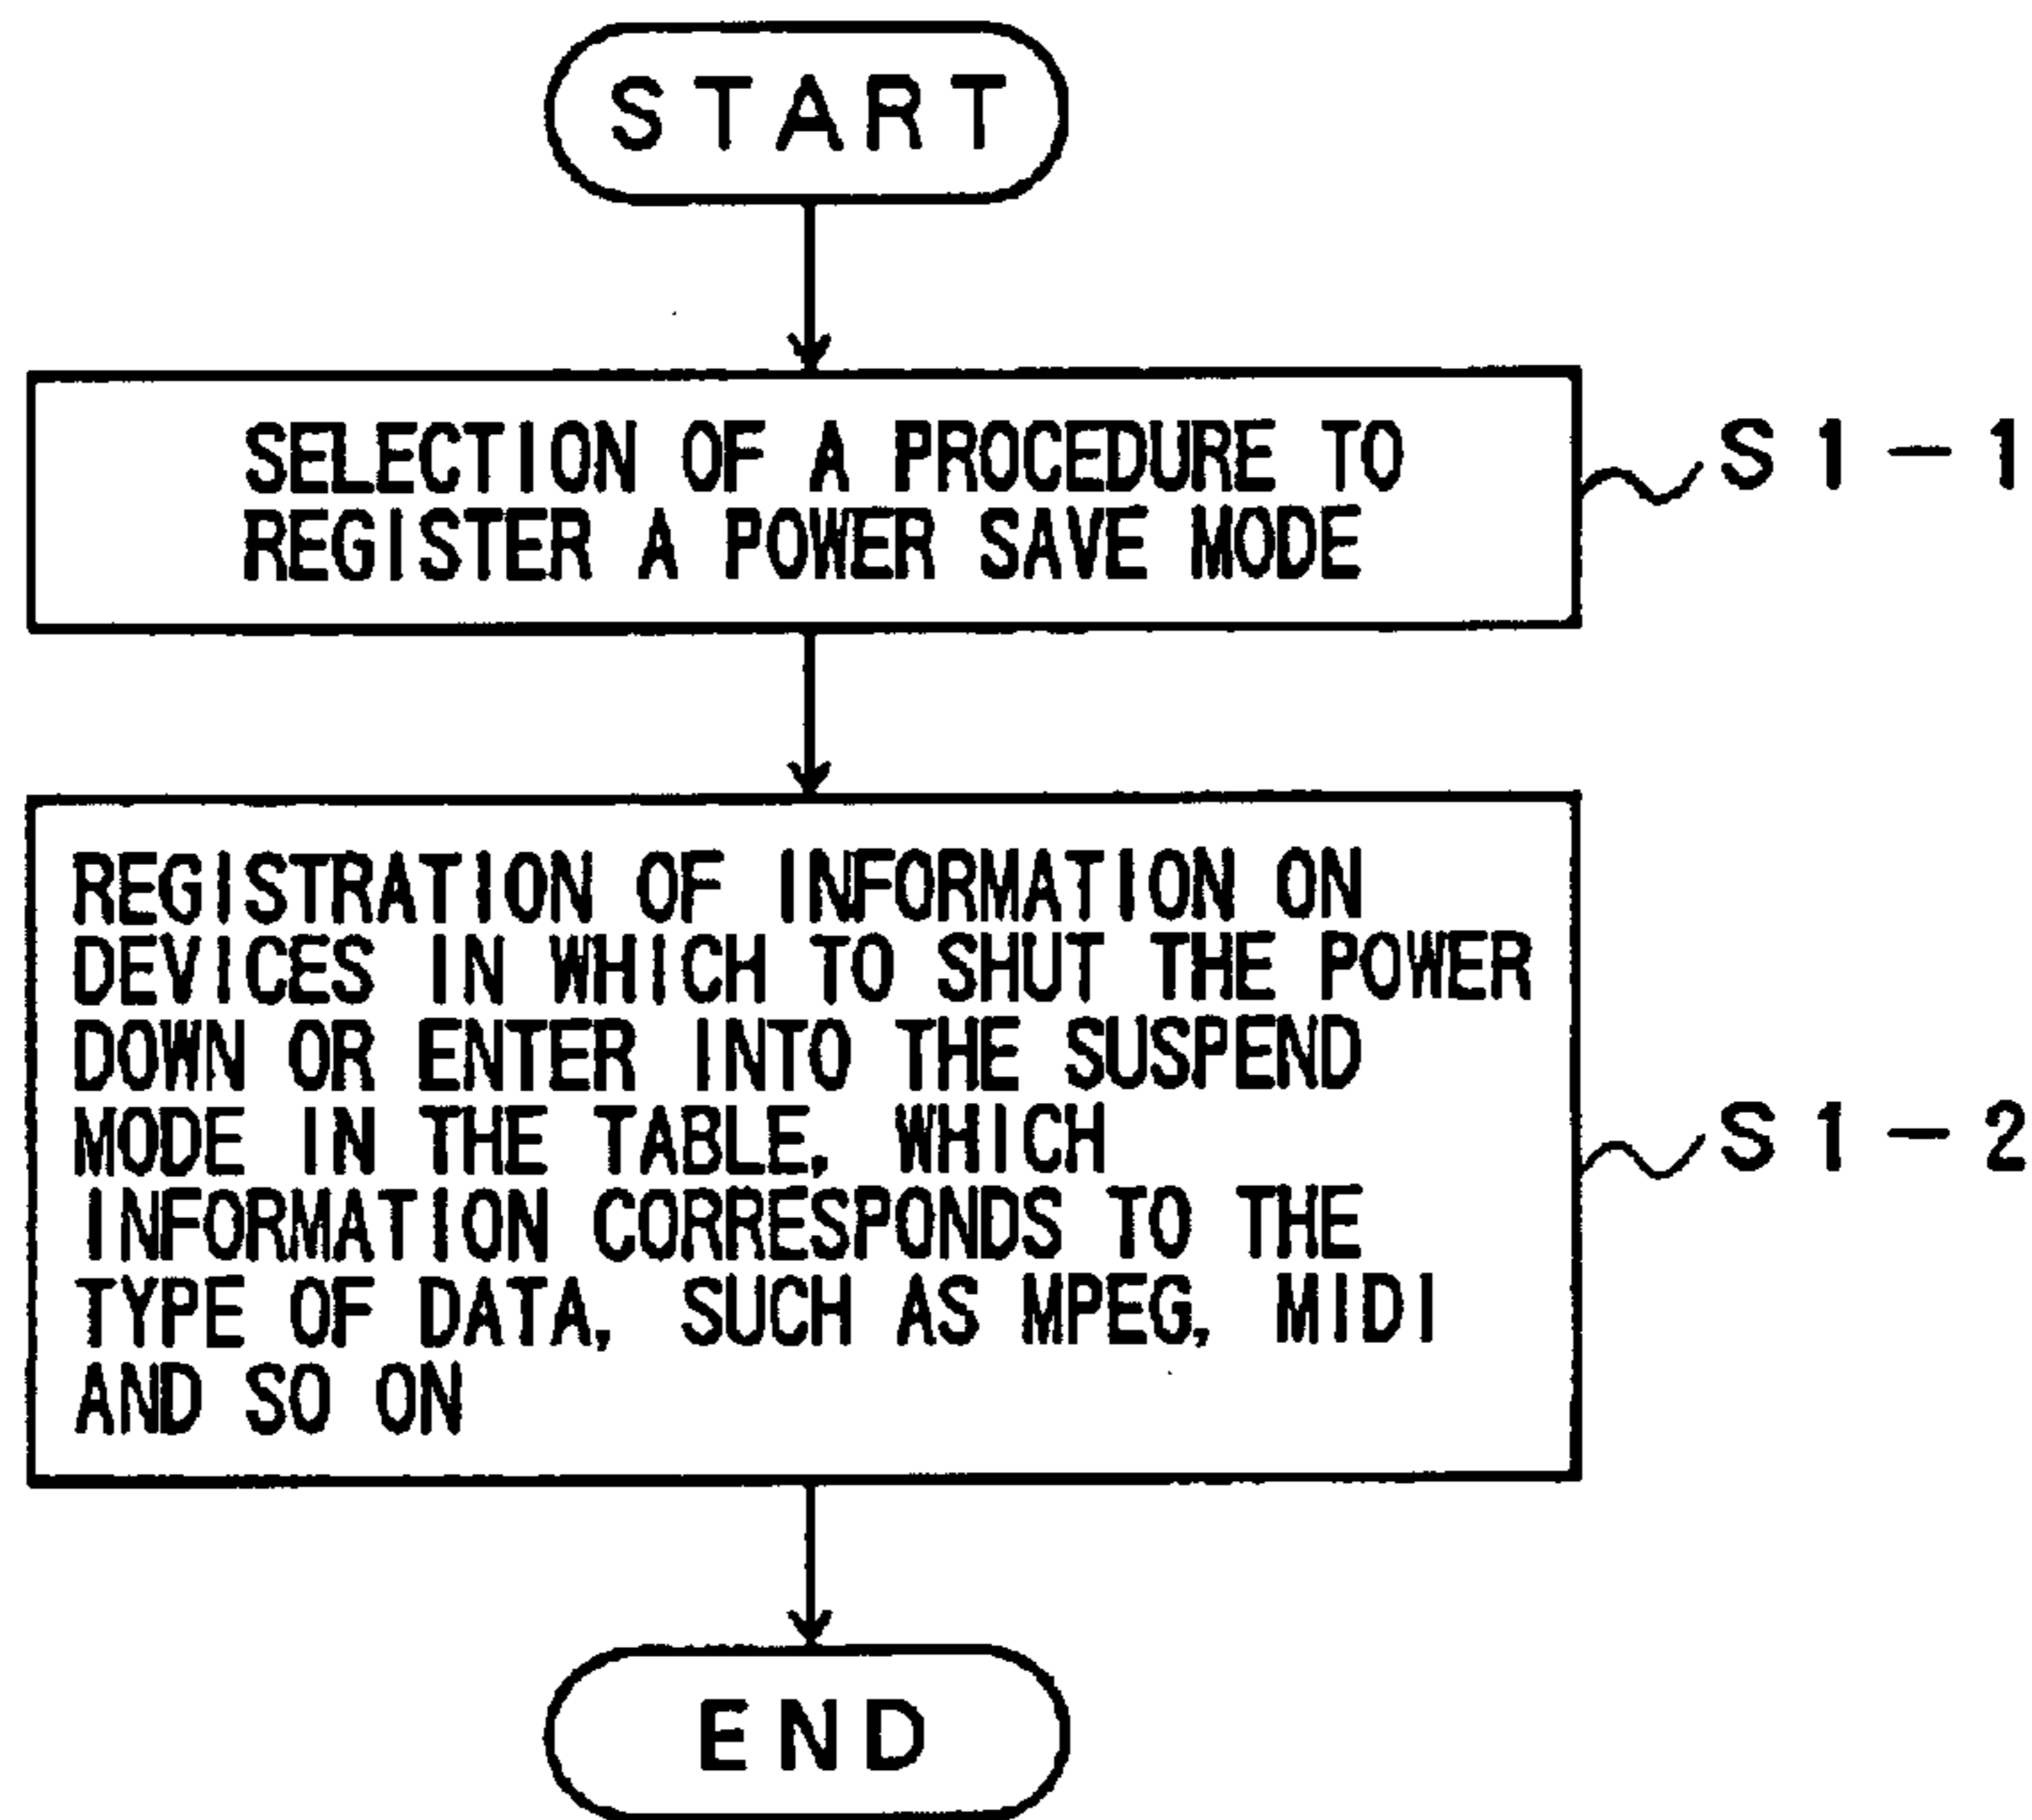 START
SELECTION OF A PROCEDURE TO
REGISTER A POWER SAVE MODE
S1-1
REGISTRATION OF INFORMATION ON
DEVICES IN WHICH TO SHUT THE POWER
DOWN OR ENTER INTO THE SUSPEND
MODE IN THE TABLE, WHICH
INFORMATION CORRESPONDS TO THE
TYPE OF DATA, SUCH AS MPEG, MIDI
AND SO ON
S1-2
END